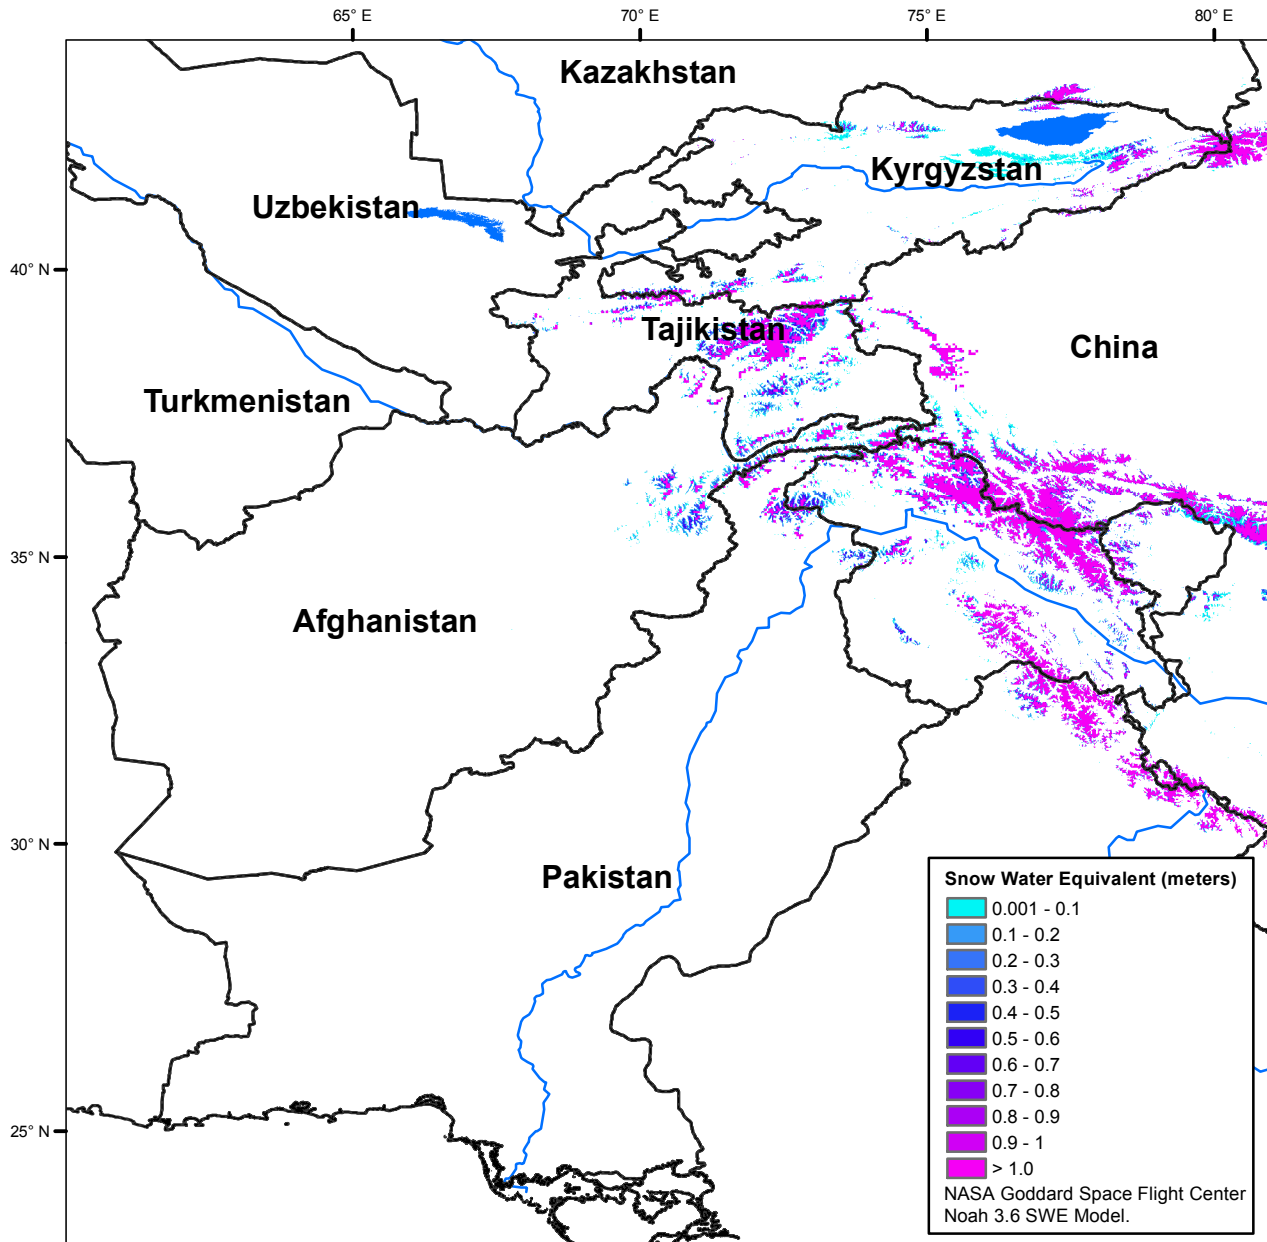 65° E
70° E
75° E
80° E
Kazakhstan
Kyrgyzstan
Uzbekistan
40° N
Tajikistan
China
Turkmenistan
35° N
Afghanistan
30° N
Pakistan
25° N
Snow Water Equivalent (meters)
0.001 - 0.1
0.1 - 0.2
0.2 - 0.3
0.3 - 0.4
0.4 - 0.5
0.5 - 0.6
0.6 - 0.7
0.7 - 0.8
0.8 - 0.9
0.9 - 1
> 1.0
NASA Goddard Space Flight Center
Noah 3.6 SWE Model.